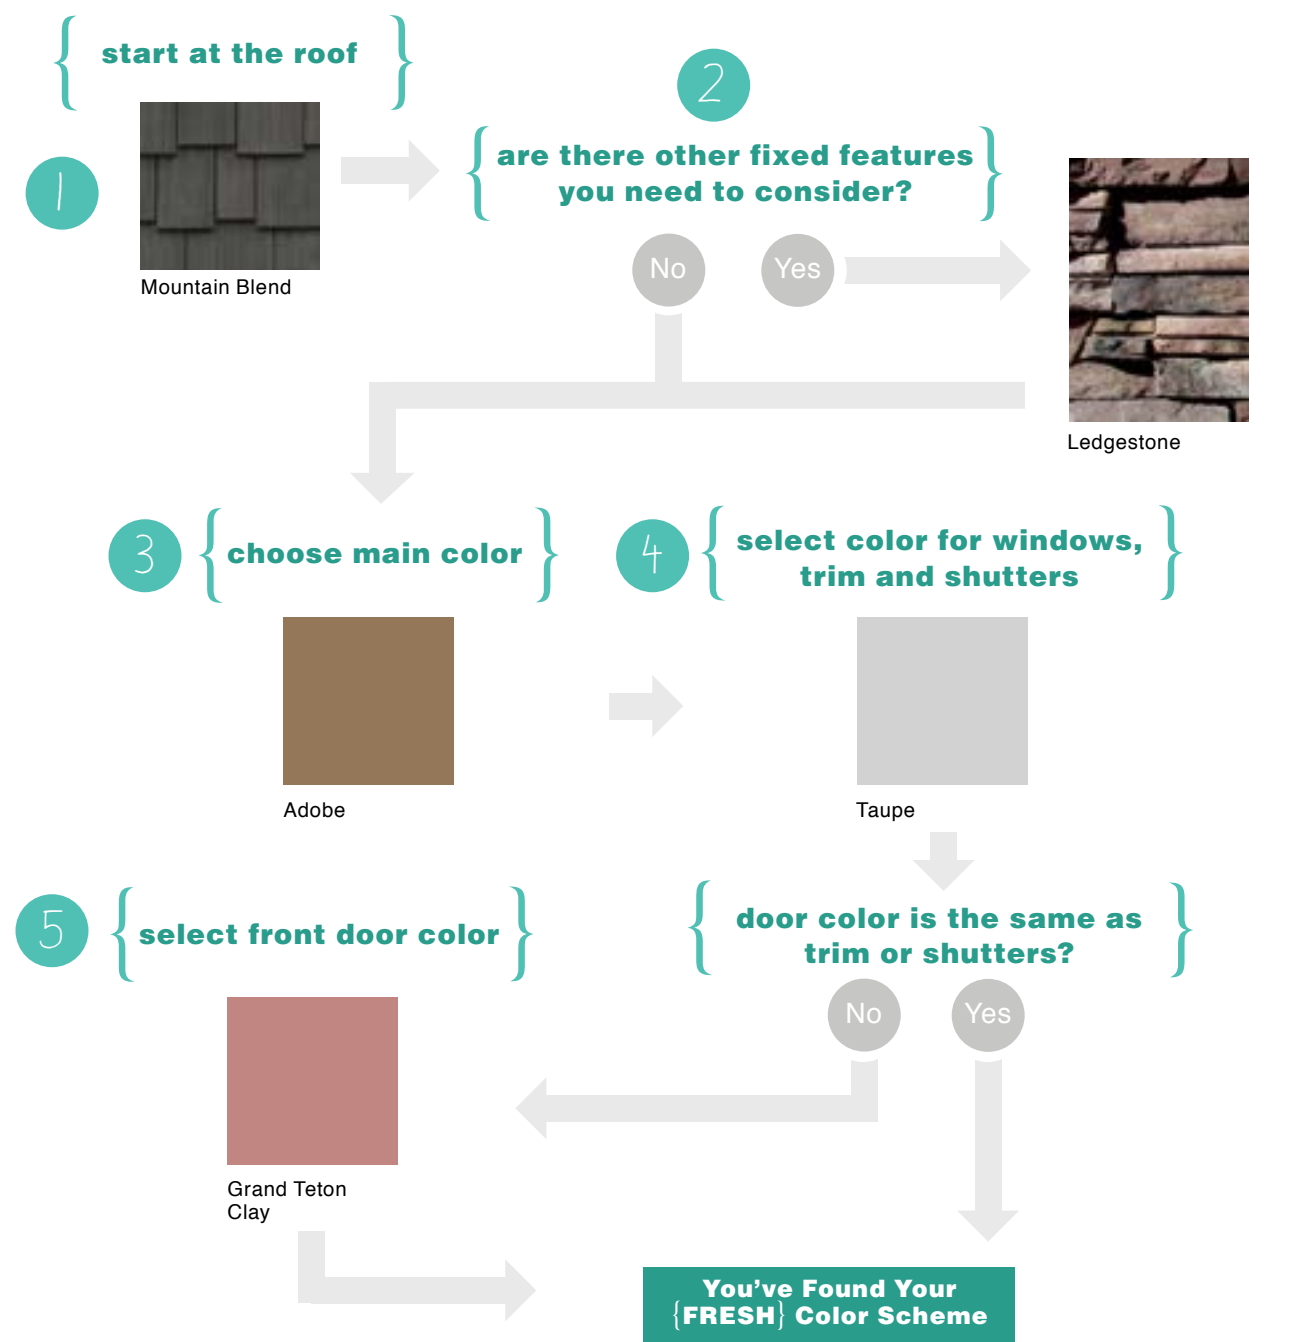 start at the roof
1
Mountain Blend
2
are there other fixed features
you need to consider?
No
Yes
Ledgestone
3
choose main color
Adobe
4
select color for windows,
trim and shutters
Taupe
door color is the same as
trim or shutters?
No
Yes
5
select front door color
Grand Teton
Clay
You've Found Your
{FRESH} Color Scheme